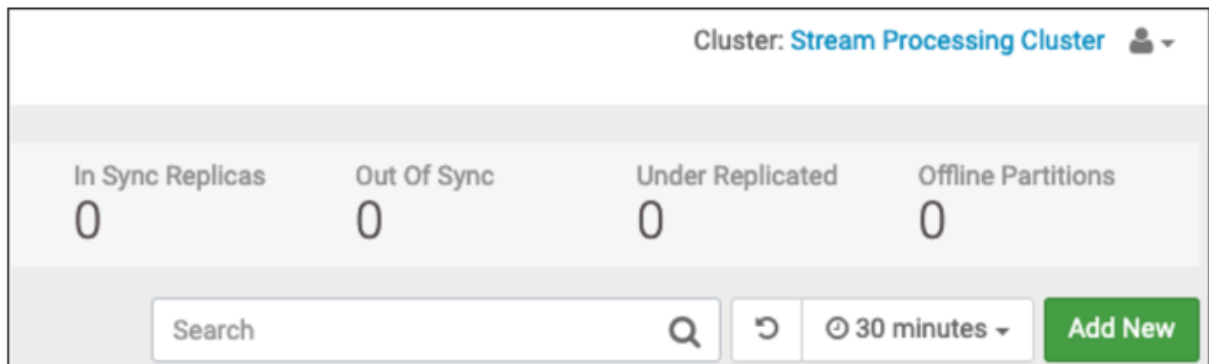 Cluster: Stream Processing Cluster
In Sync Replicas Out Of Sync Under Replicated Offline Partitions
0 0 0 0
Search 30 minutes Add New